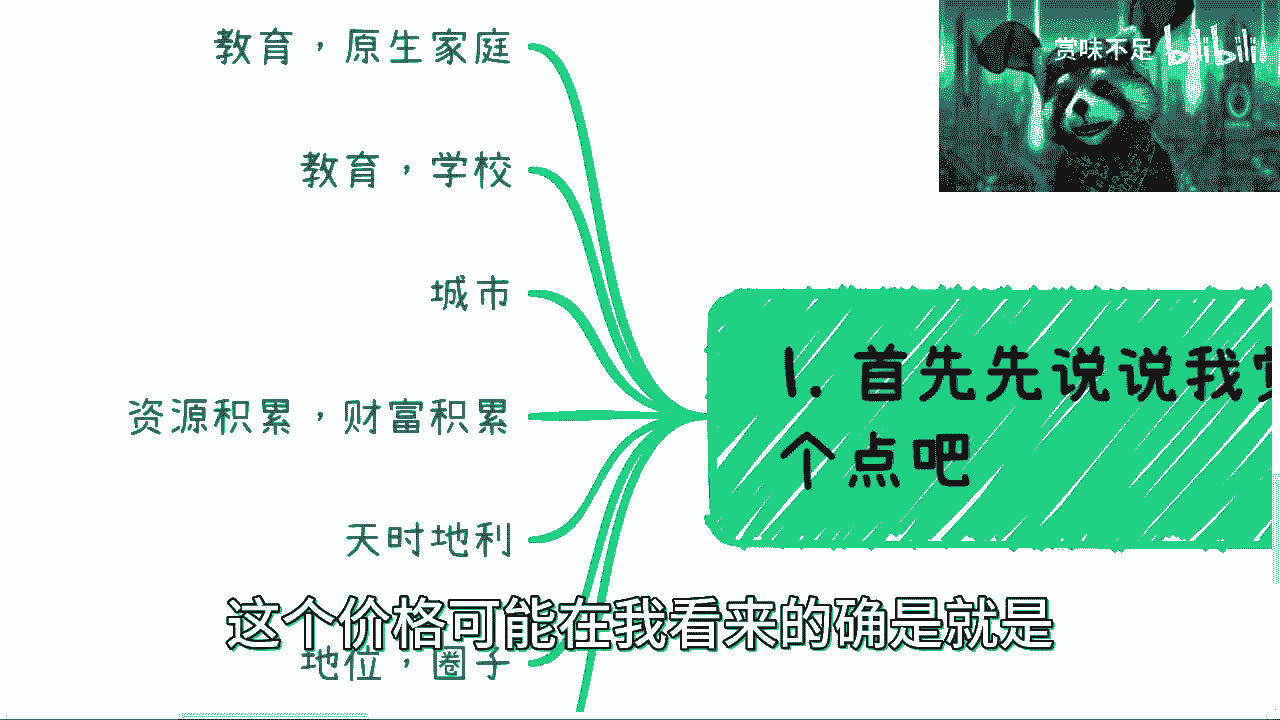 教育，原生家庭
赏味不足 bilibili
教育，学校
城市
1. 首先先说说我
个点吧
资源积累，财富积累
天时地利
这个价格可能在我看来的确是就是
地位，圈子